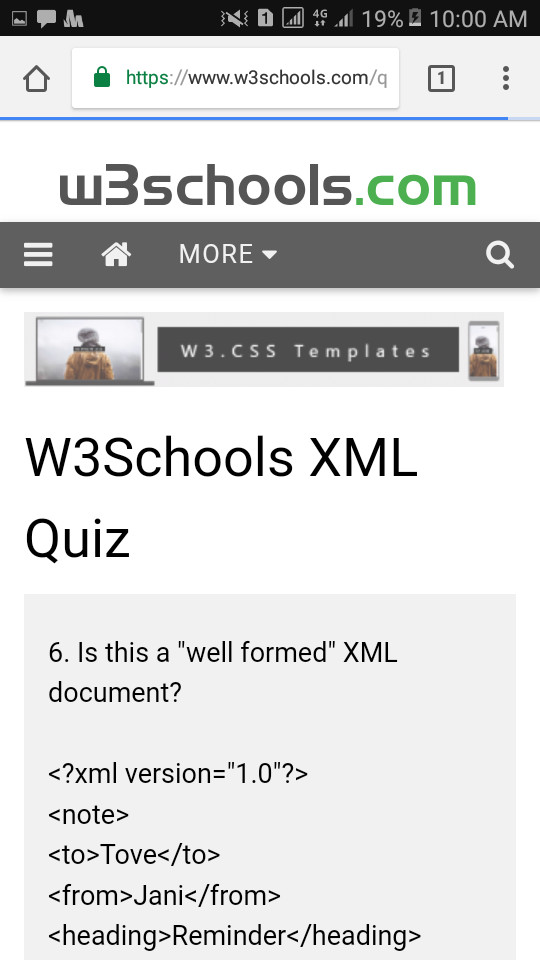 1 4G 19% 10:00 AM
https://www.w3schools.com/q
1
w3schools.com
MORE
W3.CSS Templates
W3Schools XML
Quiz
6. Is this a "well formed" XML
document?
<?xml version="1.0"?>
<note>
<to>Tove</to>
<from>Jani</from>
<heading>Reminder</heading>